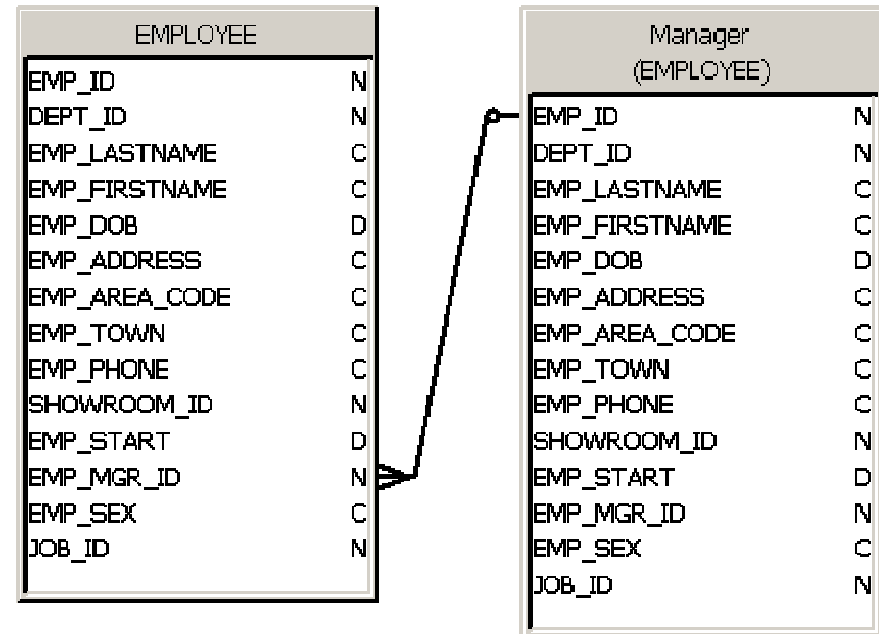 EMPLOYEE
EMP_ID N
DEPT_ID N
EMP_LASTNAME C
EMP_FIRSTNAME C
EMP_DOB D
EMP_ADDRESS C
EMP_AREA_CODE C
EMP_TOWN C
EMP_PHONE C
SHOWROOM_ID N
EMP_START D
EMP_MGR_ID N
EMP_SEX C
JOB_ID N
Manager
(EMPLOYEE)
EMP_ID N
DEPT_ID N
EMP_LASTNAME C
EMP_FIRSTNAME C
EMP_DOB D
EMP_ADDRESS C
EMP_AREA_CODE C
EMP_TOWN C
EMP_PHONE C
SHOWROOM_ID N
EMP_START D
EMP_MGR_ID N
EMP_SEX C
JOB_ID N